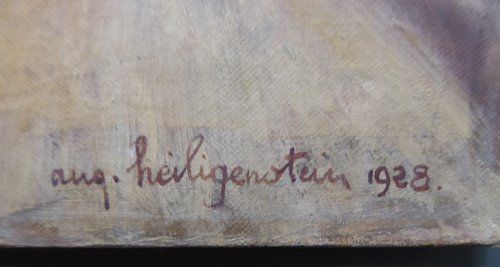 aug. heiligenstein 1928.